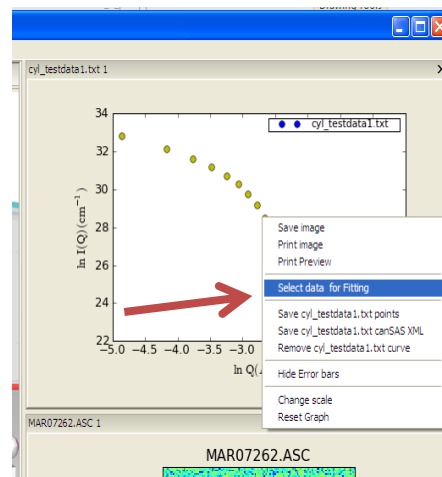 cyl_testdata1.txt 1
x
34
cyl_testdata1.txt
32
30
28
26
24
22
ln I(Q)(cm⁻¹)
-5.0 -4.5 -4.0 -3.5 -3.0
ln Q(
Save image
Print image
Print Preview
Select data for Fitting
Save cyl_testdata1.txt points
Save cyl_testdata1.txt canSAS XML
Remove cyl_testdata1.txt curve
Hide Error bars
Change scale
Reset Graph
MAR07262.ASC 1
MAR07262.ASC